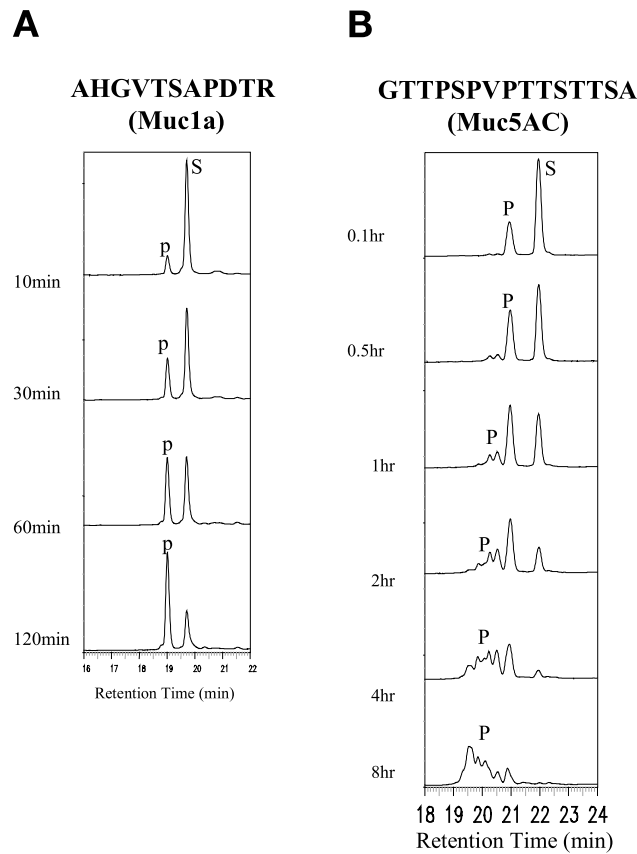 A
AHGVTSAPDTR
(Muc1a)
S
p
10min
p
30min
p
60min
p
120min
16 17 18 19 20 21 22
Retention Time (min)
B
GTTPSPVPTTSTTSA
(Muc5AC)
S
P
0.1hr
P
0.5hr
P
1hr
P
2hr
P
4hr
P
8hr
18 19 20 21 22 23 24
Retention Time (min)